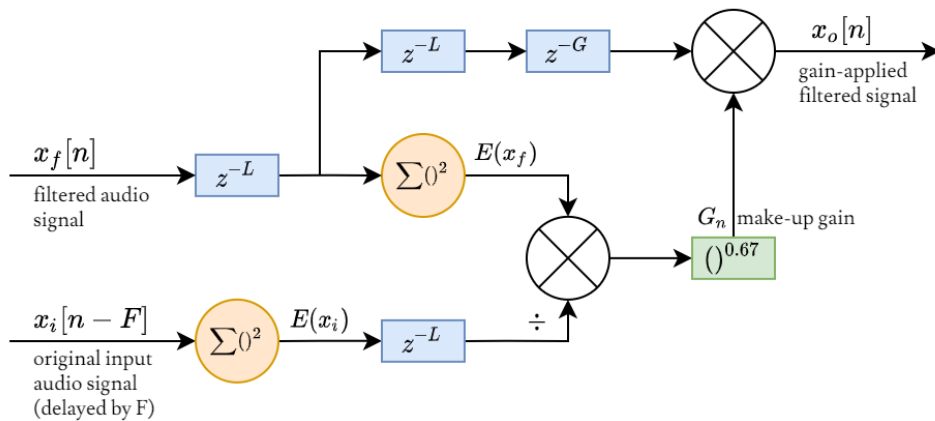 z^{-L}
z^{-G}
x_o[n]
gain-applied
filtered signal
x_f[n]
filtered audio
signal
z^{-L}
∑()²
E(x_f)
G_n make-up gain
()^{0.67}
÷
x_i[n − F]
original input
audio signal
(delayed by F)
∑()²
E(x_i)
z^{-L}